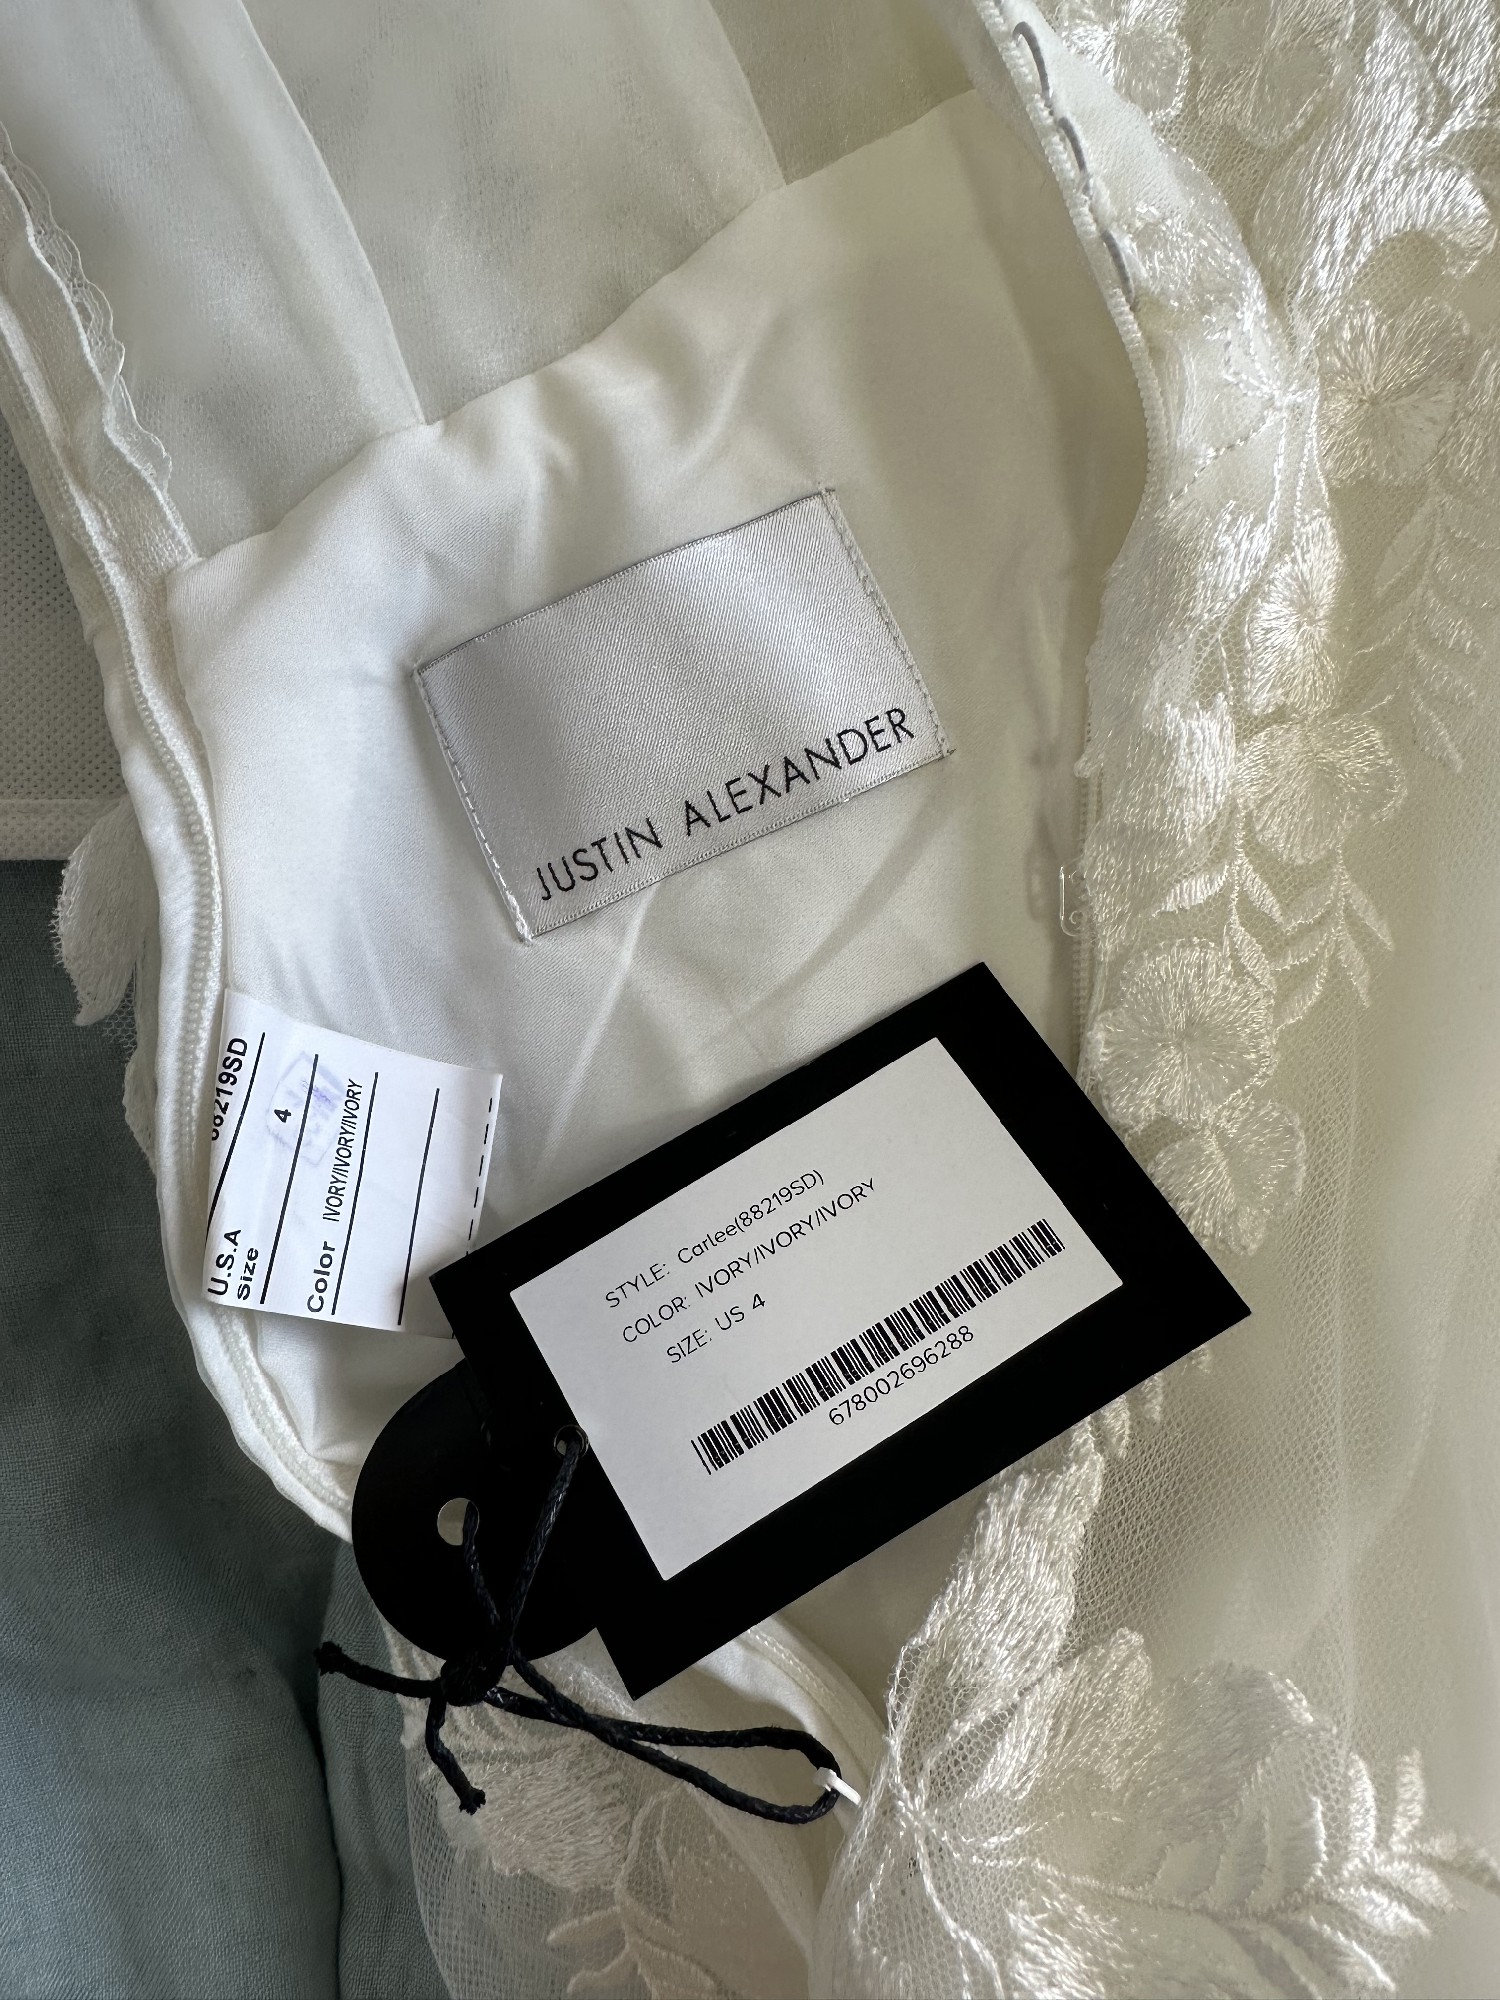 JUSTIN ALEXANDER
88219SD
U.S.A
4
Size
Color IVORY/IVORY/IVORY
STYLE: Carlee(88219SD)
COLOR: IVORY/IVORY/IVORY
SIZE: US 4
678002696288